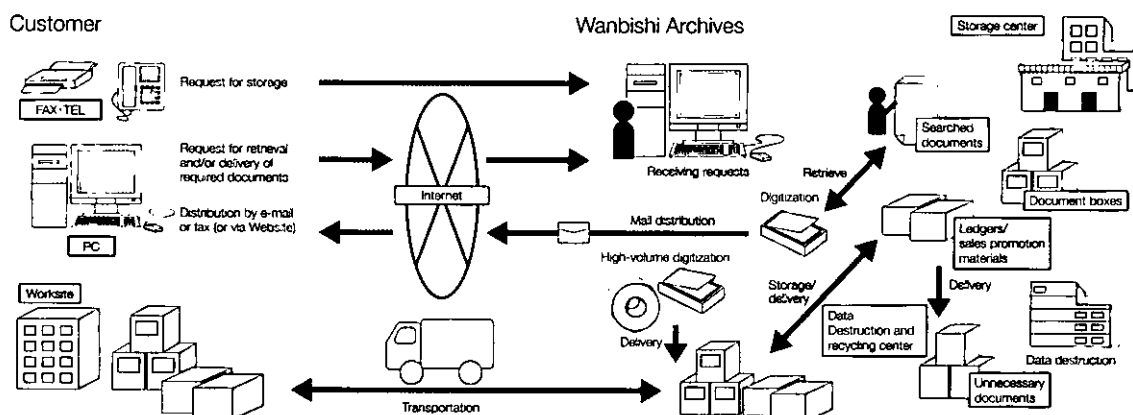 Customer
Wanbishi Archives
Storage center
FAX·TEL
Request for storage
Searched
documents
Request for retrieval
and/or delivery of
required documents
Internet
Receiving requests
Retrieve
Digitization
Document boxes
PC
Distribution by e-mail
or fax (or via Website)
Mail distribution
High-volume digitization
Ledgers/
sales promotion
materials
Worksite
Storage/
delivery
Delivery
Delivery
Data
Destruction and
recycling center
Data destruction
Unnecessary
documents
Transportation